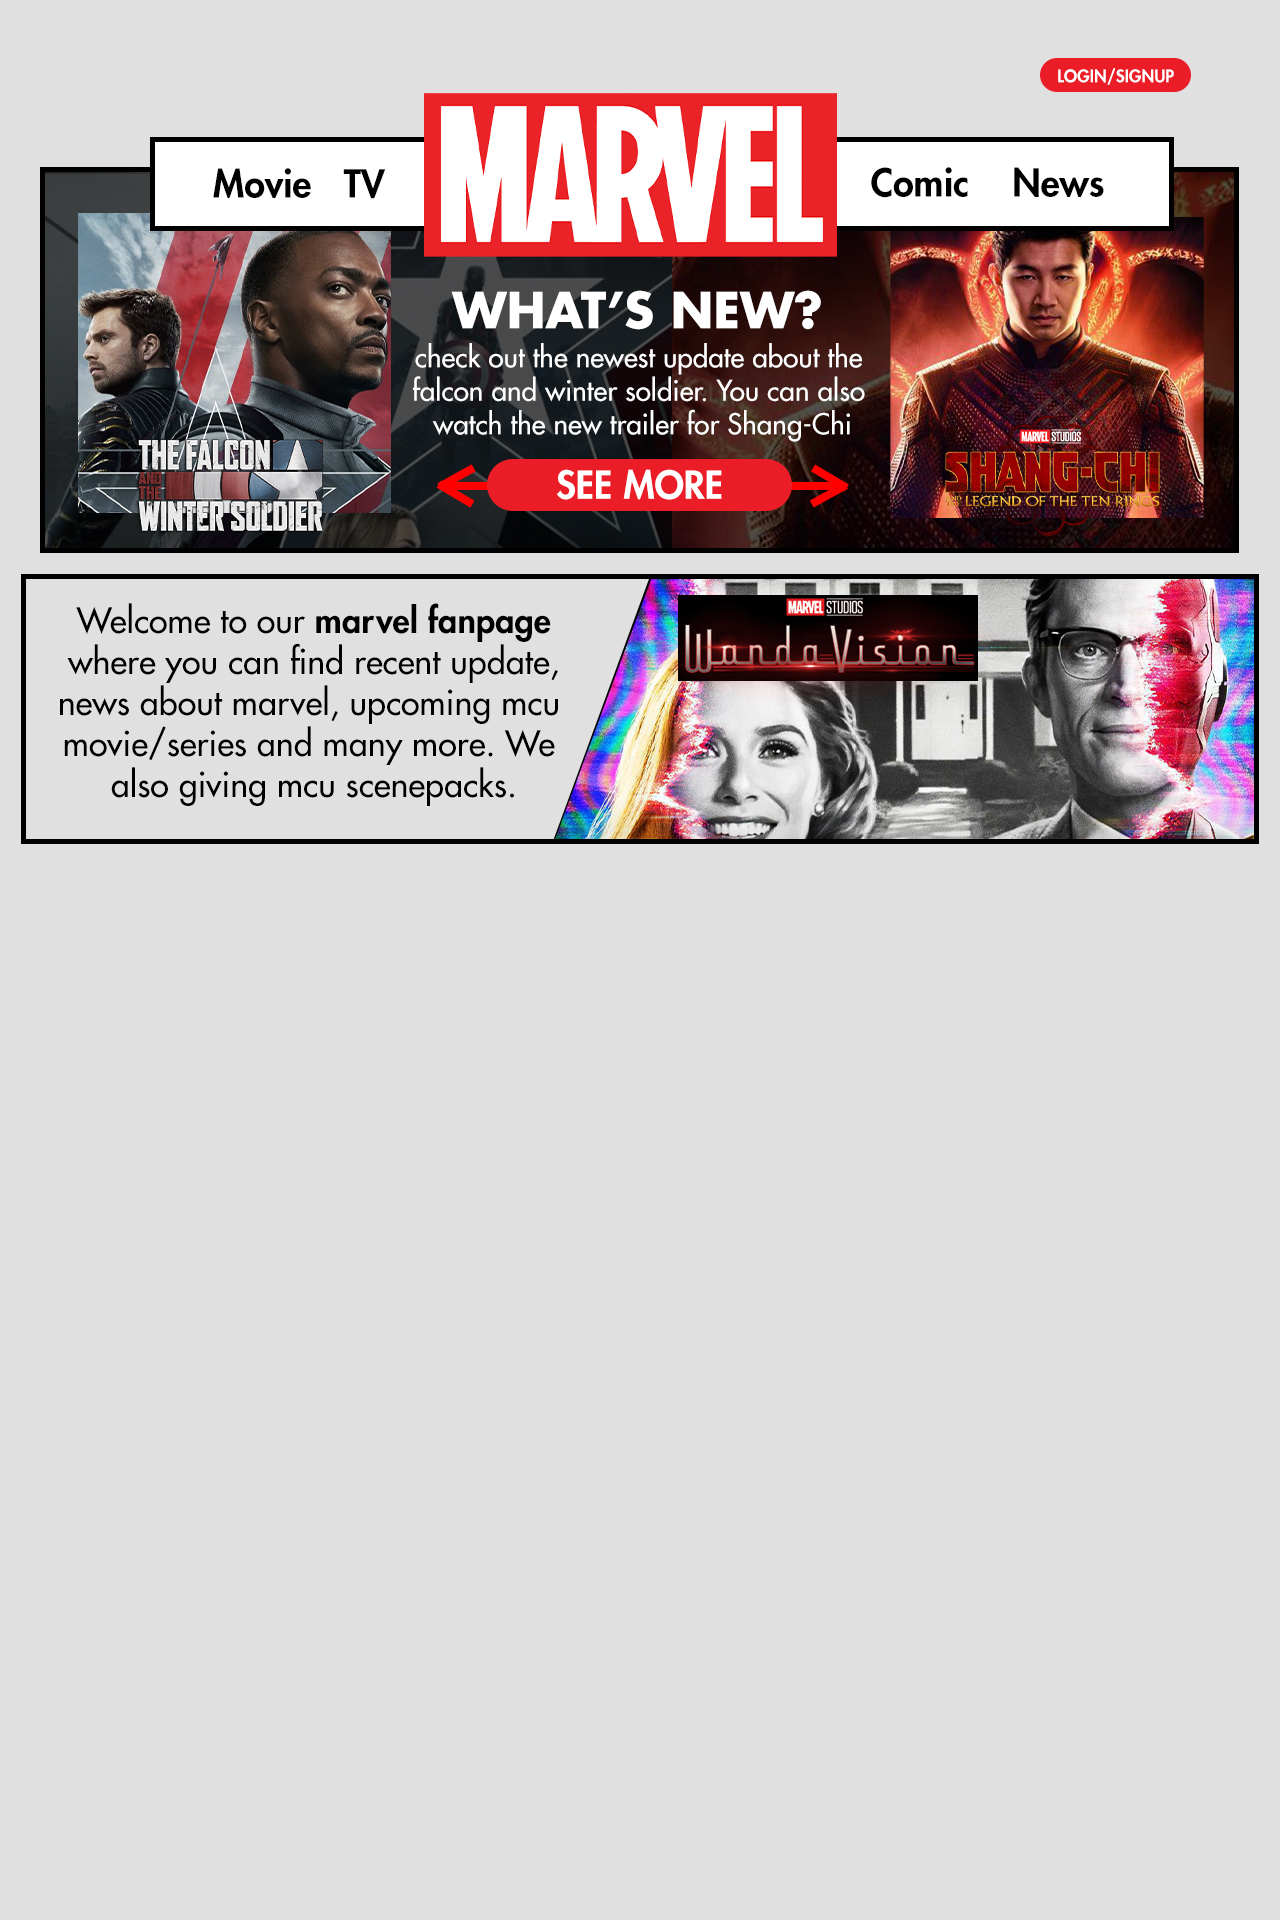 LOGIN/SIGNUP
Movie TV MARVEL Comic News
WHAT'S NEW?
check out the newest update about the
falcon and winter soldier. You can also
watch the new trailer for Shang-Chi
SEE MORE
THE FALCON
AND THE
WINTER SOLDIER
MARVEL STUDIOS
SHANG-CHI
AND THE LEGEND OF THE TEN RINGS
Welcome to our marvel fanpage
where you can find recent update,
news about marvel, upcoming mcu
movie/series and many more. We
also giving mcu scenepacks.
MARVEL STUDIOS
WandaVision